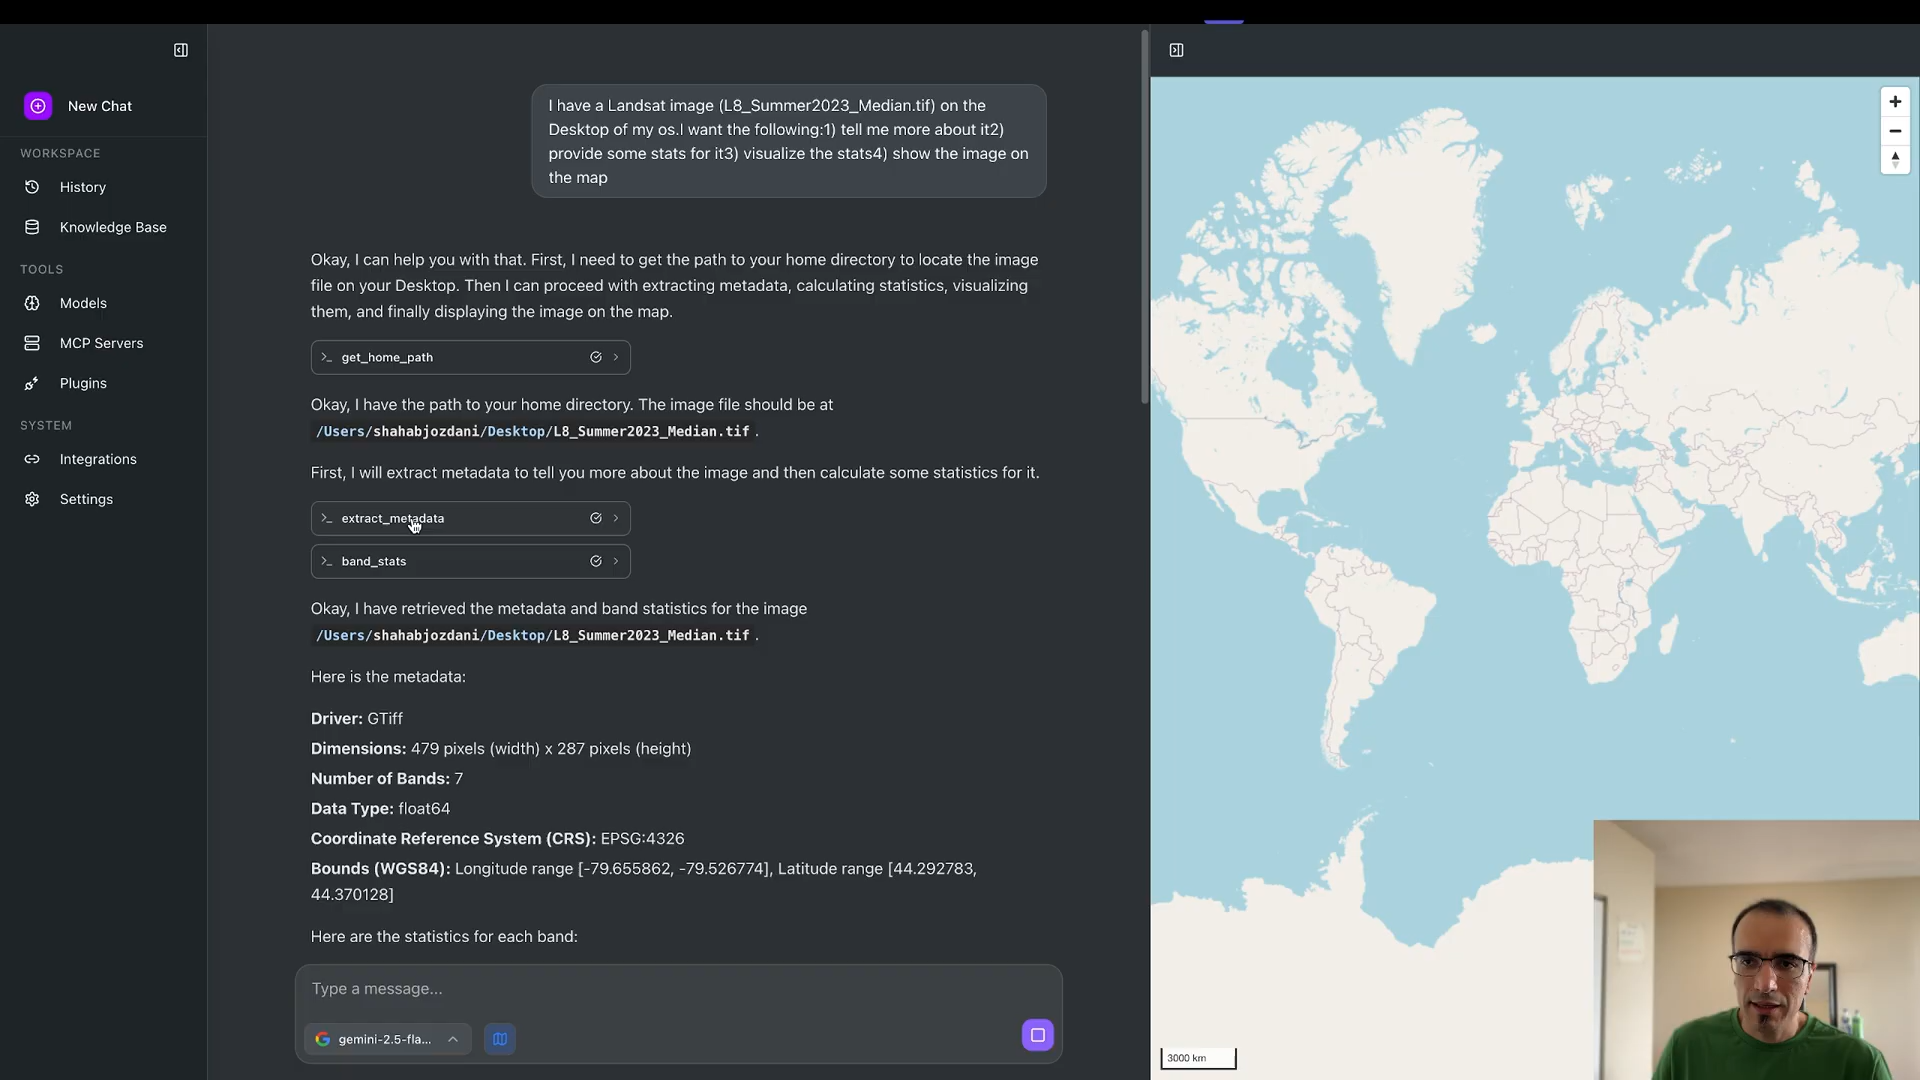 New Chat
WORKSPACE
History
Knowledge Base
TOOLS
Models
MCP Servers
Plugins
SYSTEM
Integrations
Settings
I have a Landsat image (L8_Summer2023_Median.tif) on the
Desktop of my os.I want the following:1) tell me more about it2)
provide some stats for it3) visualize the stats4) show the image on
the map
Okay, I can help you with that. First, I need to get the path to your home directory to locate the image
file on your Desktop. Then I can proceed with extracting metadata, calculating statistics, visualizing
them, and finally displaying the image on the map.
get_home_path
Okay, I have the path to your home directory. The image file should be at
/Users/shahabjozdani/Desktop/L8_Summer2023_Median.tif .
First, I will extract metadata to tell you more about the image and then calculate some statistics for it.
extract_metadata
band_stats
Okay, I have retrieved the metadata and band statistics for the image
/Users/shahabjozdani/Desktop/L8_Summer2023_Median.tif .
Here is the metadata:
Driver: GTiff
Dimensions: 479 pixels (width) x 287 pixels (height)
Number of Bands: 7
Data Type: float64
Coordinate Reference System (CRS): EPSG:4326
Bounds (WGS84): Longitude range [-79.655862, -79.526774], Latitude range [44.292783,
44.370128]
Here are the statistics for each band:
Type a message...
gemini-2.5-fla...
3000 km